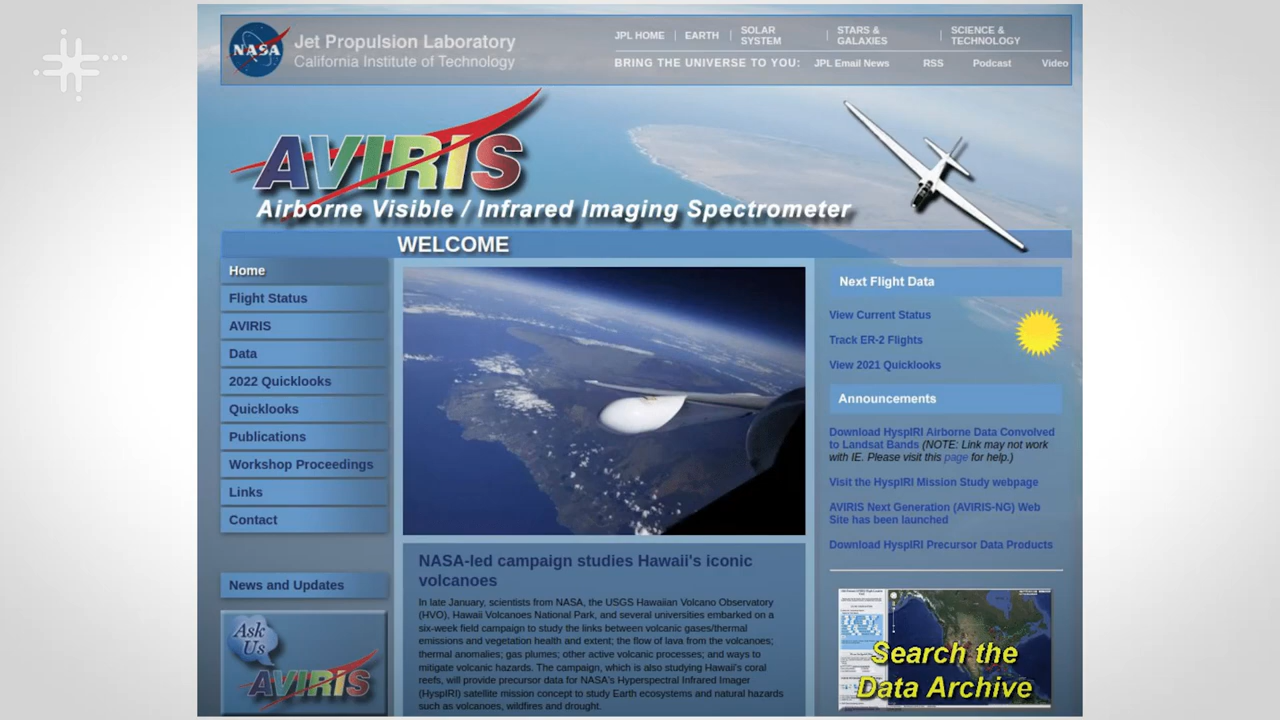 NASA
Jet Propulsion Laboratory
California Institute of Technology
JPL HOME | EARTH | SOLAR SYSTEM | STARS & GALAXIES | SCIENCE & TECHNOLOGY
BRING THE UNIVERSE TO YOU: JPL Email News RSS Podcast Video
AVIRIS
Airborne Visible / Infrared Imaging Spectrometer
WELCOME
Home
Flight Status
AVIRIS
Data
2022 Quicklooks
Quicklooks
Publications
Workshop Proceedings
Links
Contact
News and Updates
Ask
Us
AVIRIS
NASA-led campaign studies Hawaii's iconic
volcanoes
In late January, scientists from NASA, the USGS Hawaiian Volcano Observatory
(HVO), Hawaii Volcanoes National Park, and several universities embarked on a
six-week field campaign to study the links between volcanic gases/thermal
emissions and vegetation health and extent; the flow of lava from the volcanoes;
thermal anomalies; gas plumes; other active volcanic processes; and ways to
mitigate volcanic hazards. The campaign, which is also studying Hawaii's coral
reefs, will provide precursor data for NASA's Hyperspectral Infrared Imager
(HyspIRI) satellite mission concept to study Earth ecosystems and natural hazards
such as volcanoes, wildfires and drought.
Next Flight Data
View Current Status
Track ER-2 Flights
View 2021 Quicklooks
Announcements
Download HyspIRI Airborne Data Convolved
to Landsat Bands (NOTE: Link may not work
with IE. Please visit this page for help.)
Visit the HyspIRI Mission Study webpage
AVIRIS Next Generation (AVIRIS-NG) Web
Site has been launched
Download HyspIRI Precursor Data Products
Search the
Data Archive